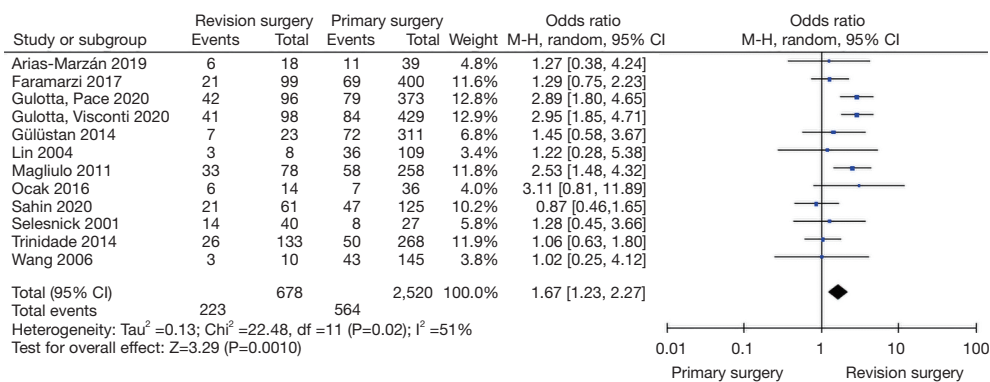 Revision surgery Primary surgery Odds ratio Odds ratio
Study or subgroup Events Total Events Total Weight M-H, random, 95% CI M-H, random, 95% CI
Arias-Marzán 2019 6 18 11 39 4.8% 1.27 [0.38, 4.24]
Faramarzi 2017 21 99 69 400 11.6% 1.29 [0.75, 2.23]
Gulotta, Pace 2020 42 96 79 373 12.8% 2.89 [1.80, 4.65]
Gulotta, Visconti 2020 41 98 84 429 12.9% 2.95 [1.85, 4.71]
Gülüstan 2014 7 23 72 311 6.8% 1.45 [0.58, 3.67]
Lin 2004 3 8 36 109 3.4% 1.22 [0.28, 5.38]
Magliulo 2011 33 78 58 258 11.8% 2.53 [1.48, 4.32]
Ocak 2016 6 14 7 36 4.0% 3.11 [0.81, 11.89]
Sahin 2020 21 61 47 125 10.2% 0.87 [0.46,1.65]
Selesnick 2001 14 40 8 27 5.8% 1.28 [0.45, 3.66]
Trinidade 2014 26 133 50 268 11.9% 1.06 [0.63, 1.80]
Wang 2006 3 10 43 145 3.8% 1.02 [0.25, 4.12]
Total (95% CI) 678 2,520 100.0% 1.67 [1.23, 2.27]
Total events 223 564
Heterogeneity: Tau² =0.13; Chi² =22.48, df =11 (P=0.02); I² =51%
Test for overall effect: Z=3.29 (P=0.0010)
0.01 0.1 1 10 100
Primary surgery Revision surgery